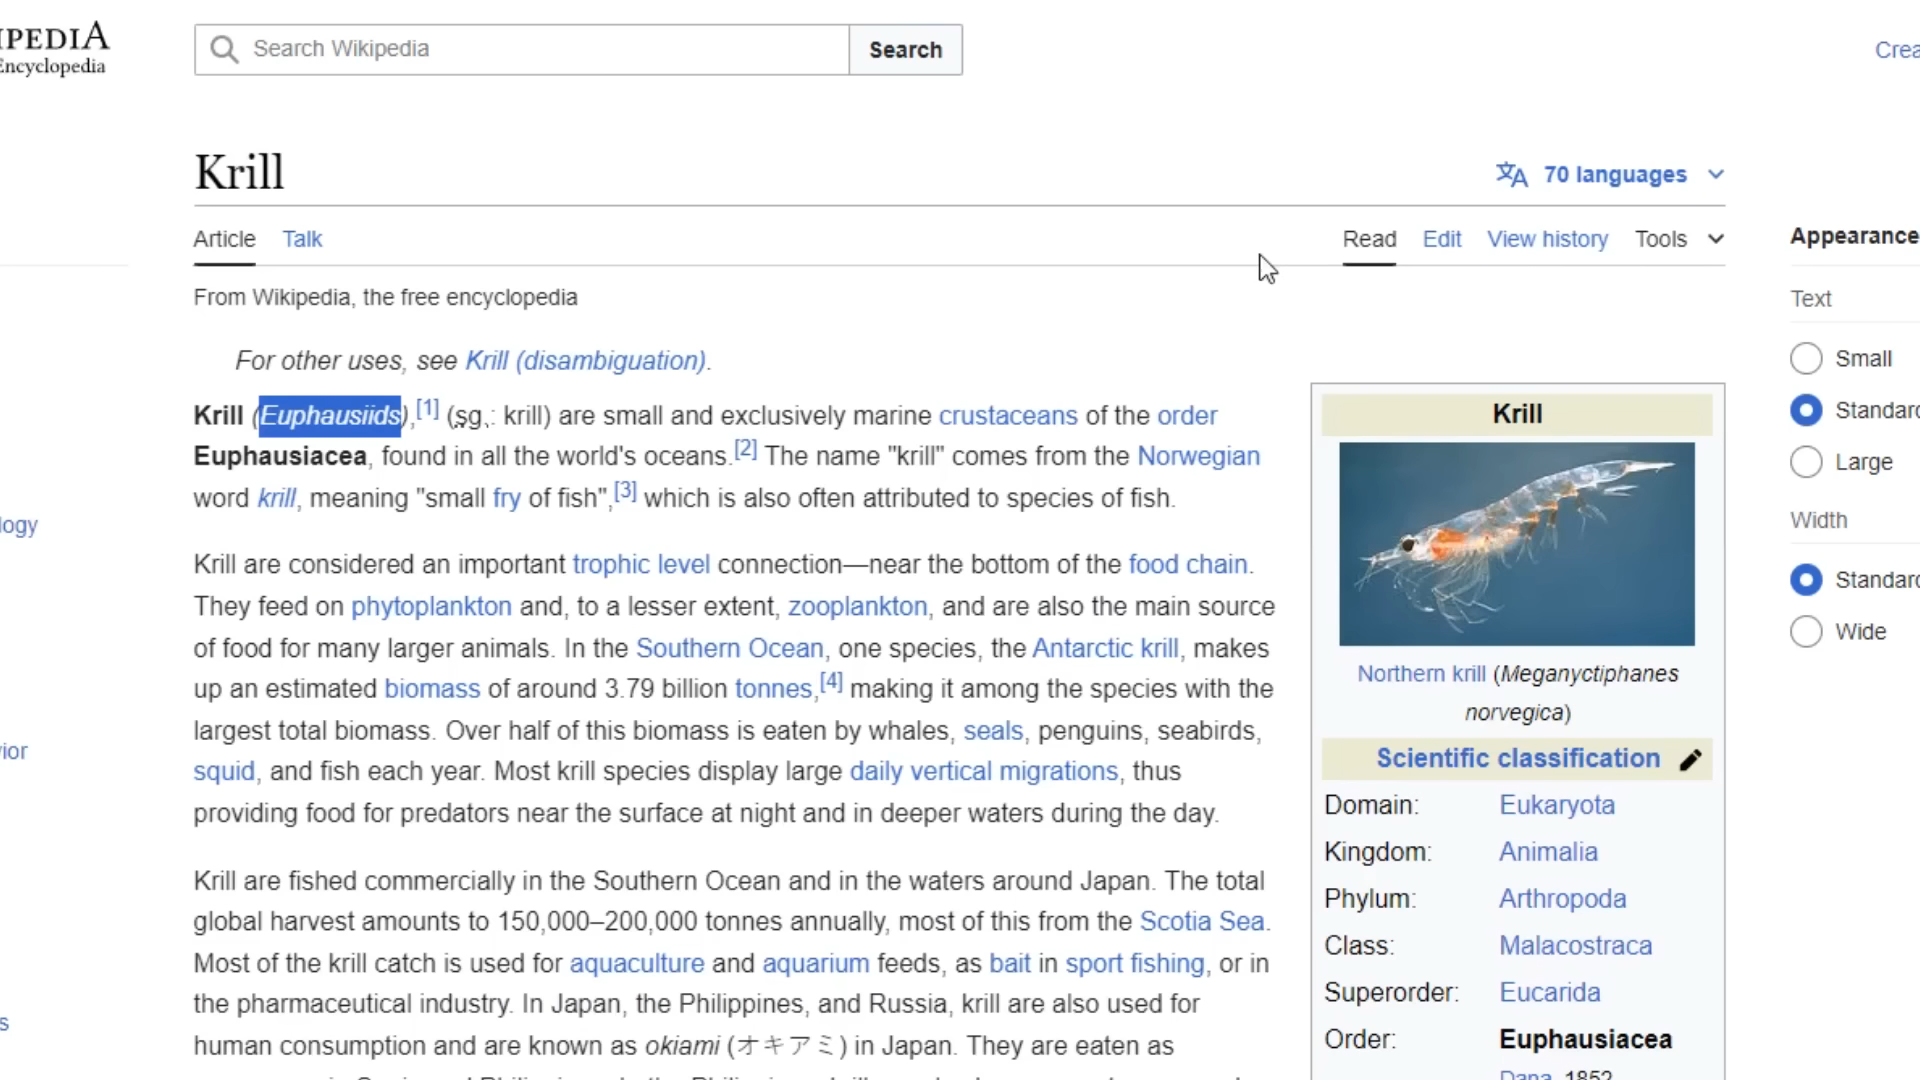 IPEDIA
Encyclopedia
Search Wikipedia
Search
Crea
Krill
70 languages
Article
Talk
Read
Edit
View history
Tools
From Wikipedia, the free encyclopedia
For other uses, see Krill (disambiguation).
Krill (Euphausiids),[1] (sg.: krill) are small and exclusively marine crustaceans of the order
Euphausiacea, found in all the world's oceans.[2] The name "krill" comes from the Norwegian
word krill, meaning "small fry of fish",[3] which is also often attributed to species of fish.
Krill are considered an important trophic level connection—near the bottom of the food chain.
They feed on phytoplankton and, to a lesser extent, zooplankton, and are also the main source
of food for many larger animals. In the Southern Ocean, one species, the Antarctic krill, makes
up an estimated biomass of around 3.79 billion tonnes,[4] making it among the species with the
largest total biomass. Over half of this biomass is eaten by whales, seals, penguins, seabirds,
squid, and fish each year. Most krill species display large daily vertical migrations, thus
providing food for predators near the surface at night and in deeper waters during the day.
Krill are fished commercially in the Southern Ocean and in the waters around Japan. The total
global harvest amounts to 150,000–200,000 tonnes annually, most of this from the Scotia Sea.
Most of the krill catch is used for aquaculture and aquarium feeds, as bait in sport fishing, or in
the pharmaceutical industry. In Japan, the Philippines, and Russia, krill are also used for
human consumption and are known as okiami (オキアミ) in Japan. They are eaten as
Krill
Northern krill (Meganyctiphanes
norvegica)
Scientific classification
Domain: Eukaryota
Kingdom: Animalia
Phylum: Arthropoda
Class: Malacostraca
Superorder: Eucarida
Order: Euphausiacea
Dana, 1852
Appearance
Text
Small
Standard
Large
Width
Standard
Wide
logy
vior
s